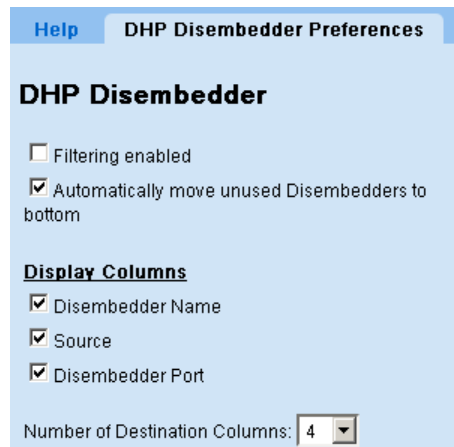 Help DHP Disembedder Preferences
DHP Disembedder
Filtering enabled
Automatically move unused Disembedders to
bottom
Display Columns
Disembedder Name
Source
Disembedder Port
Number of Destination Columns: 4